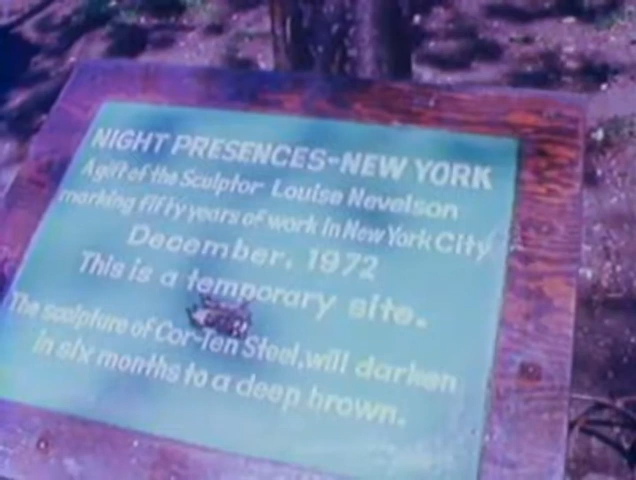 NIGHT PRESENCES-NEW YORK
A gift of the Sculptor Louise Nevelson
marking fifty years of work in New York City
December, 1972
This is a temporary site.
The sculpture of Cor-Ten Steel, will darken
in six months to a deep brown.